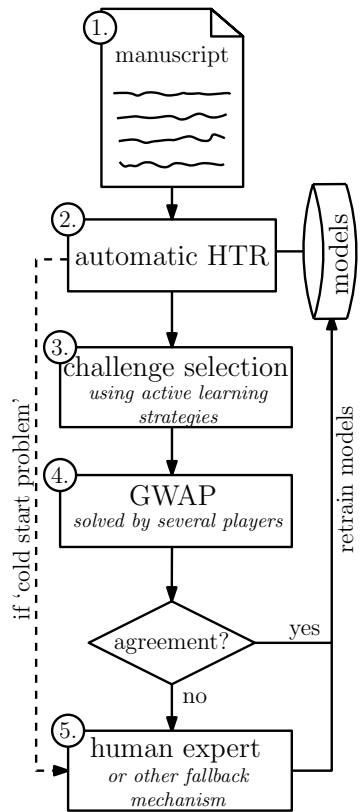 1.
manuscript
2.
automatic HTR
models
3.
challenge selection
using active learning
strategies
4.
GWAP
solved by several players
if ‘cold start problem’
retrain models
agreement?
yes
no
5.
human expert
or other fallback
mechanism